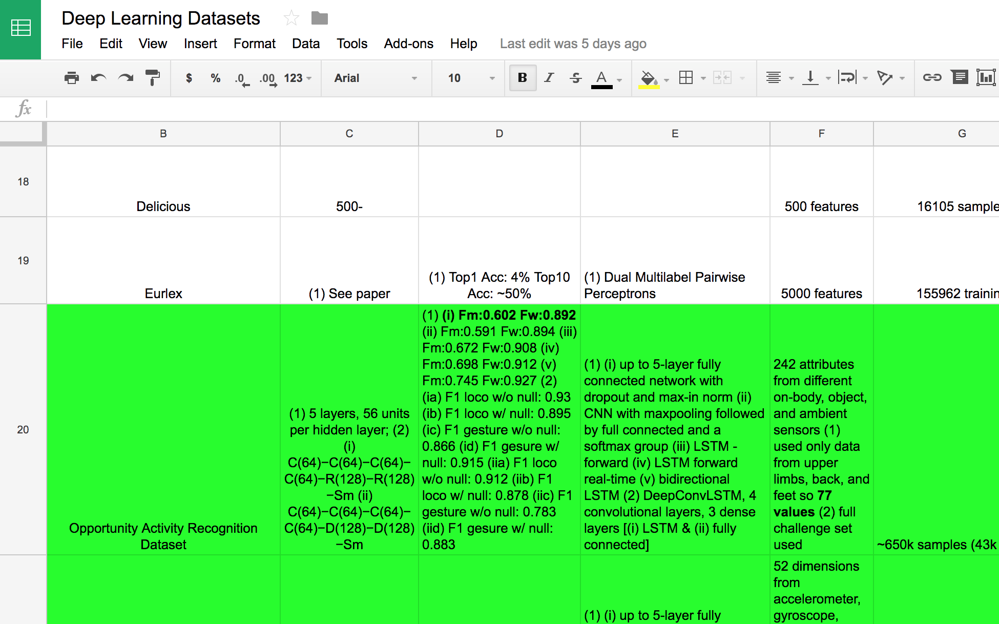 Deep Learning Datasets
File Edit View Insert Format Data Tools Add-ons Help Last edit was 5 days ago
$ % .0 .00 123 Arial 10 B I S A
fx
B C D E F G
18
Delicious
500-
500 features
16105 sample
19
Eurlex
(1) See paper
(1) Top1 Acc: 4% Top10
Acc: ~50%
(1) Dual Multilabel Pairwise
Perceptrons
5000 features
155962 trainin
20
Opportunity Activity Recognition
Dataset
(1) 5 layers, 56 units
per hidden layer; (2)
(i)
C(64)−C(64)−C(64)−
C(64)−R(128)−R(128)
−Sm (ii)
C(64)−C(64)−C(64)−
C(64)−D(128)−D(128)
−Sm
(1) (i) Fm:0.602 Fw:0.892
(ii) Fm:0.591 Fw:0.894 (iii)
Fm:0.672 Fw:0.908 (iv)
Fm:0.698 Fw:0.912 (v)
Fm:0.745 Fw:0.927 (2)
(ia) F1 loco w/o null: 0.93
(ib) F1 loco w/ null: 0.895
(ic) F1 gesture w/o null:
0.866 (id) F1 gesure w/
null: 0.915 (iia) F1 loco
w/o null: 0.912 (iib) F1
loco w/ null: 0.878 (iic) F1
gesture w/o null: 0.783
(iid) F1 gesure w/ null:
0.883
(1) (i) up to 5-layer fully
connected network with
dropout and max-in norm (ii)
CNN with maxpooling followed
by full connected and a
softmax group (iii) LSTM -
forward (iv) LSTM forward
real-time (v) bidirectional
LSTM (2) DeepConvLSTM, 4
convolutional layers, 3 dense
layers [(i) LSTM & (ii) fully
connected]
242 attributes
from different
on-body, object,
and ambient
sensors (1)
used only data
from upper
limbs, back, and
feet so 77
values (2) full
challenge set
used
~650k samples (43k
(1) (i) up to 5-layer fully
52 dimensions
from
accelerometer,
gyroscope,